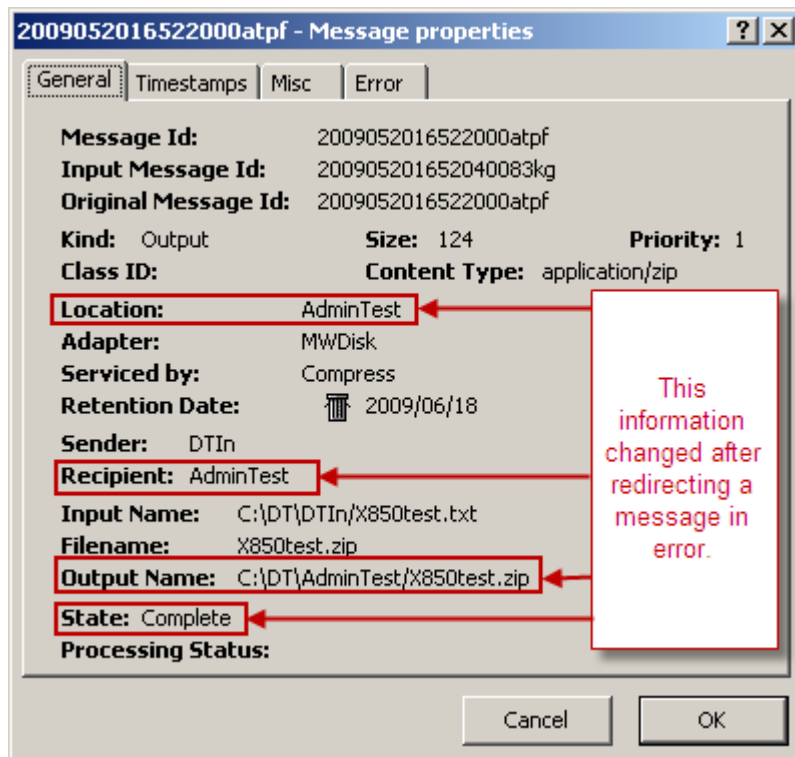 2009052016522000atpf - Message properties
General Timestamps Misc Error
Message Id: 2009052016522000atpf
Input Message Id: 200905201652040083kg
Original Message Id: 2009052016522000atpf
Kind: Output Size: 124 Priority: 1
Class ID: Content Type: application/zip
Location: AdminTest
Adapter: MWDisk
Serviced by: Compress
Retention Date: 2009/06/18
Sender: DTIn
Recipient: AdminTest
Input Name: C:\DT\DTIn/X850test.txt
Filename: X850test.zip
Output Name: C:\DT\AdminTest/X850test.zip
State: Complete
Processing Status:
This
information
changed after
redirecting a
message in
error.
Cancel OK